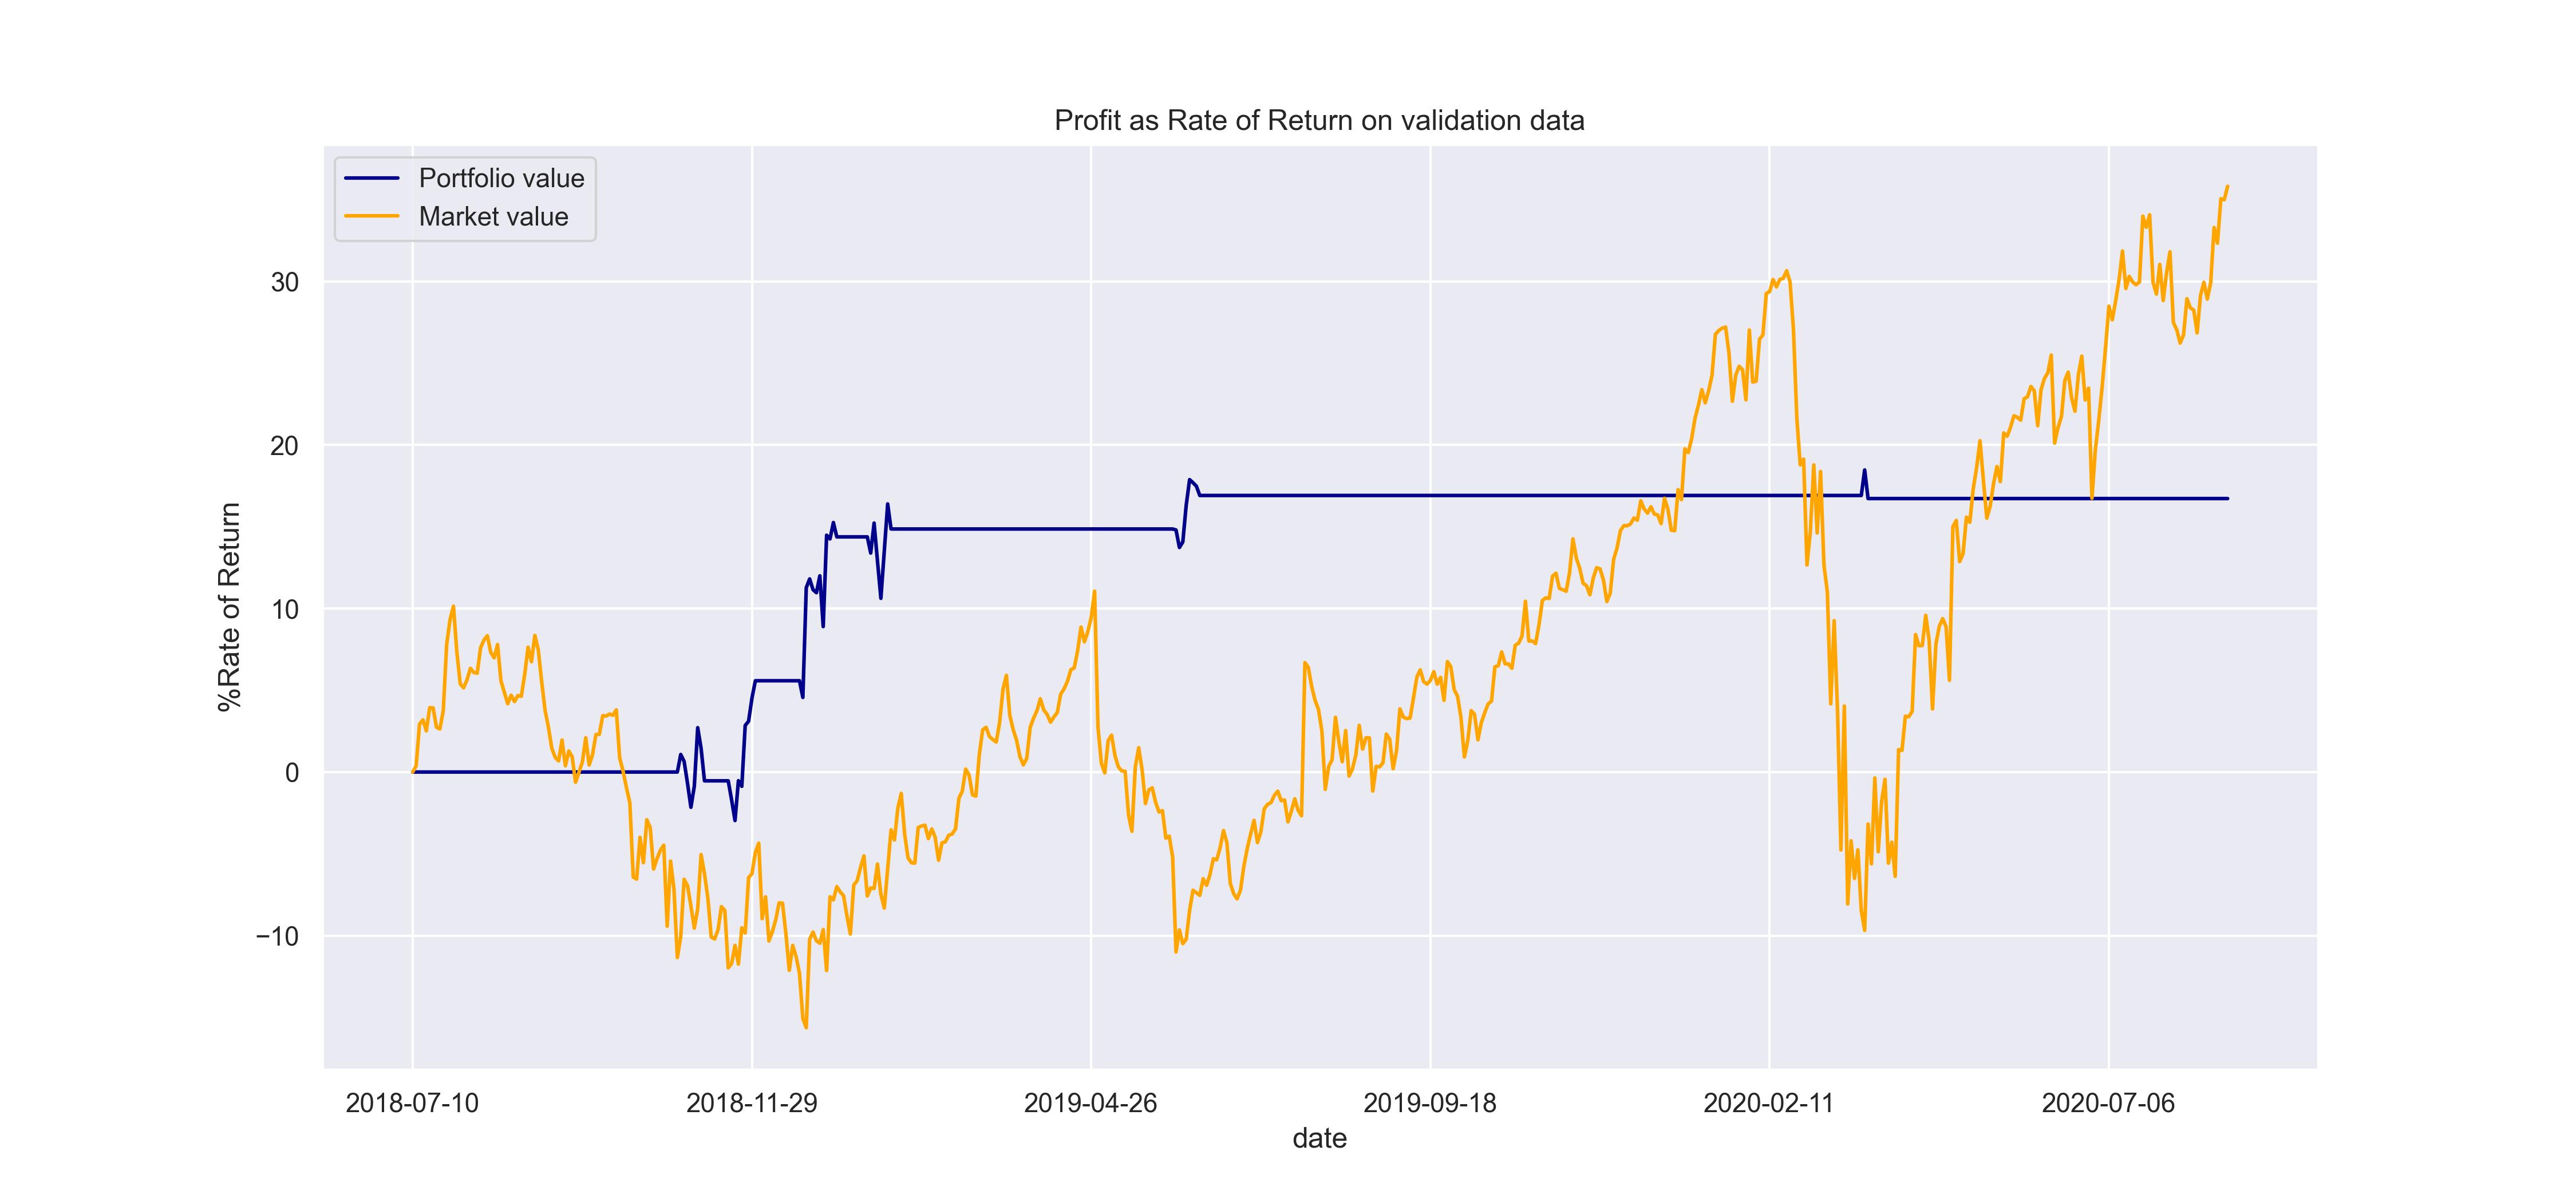 Profit as Rate of Return on validation data
Portfolio value
Market value
%Rate of Return
30
20
10
0
−10
2018-07-10
2018-11-29
2019-04-26
2019-09-18
2020-02-11
2020-07-06
date